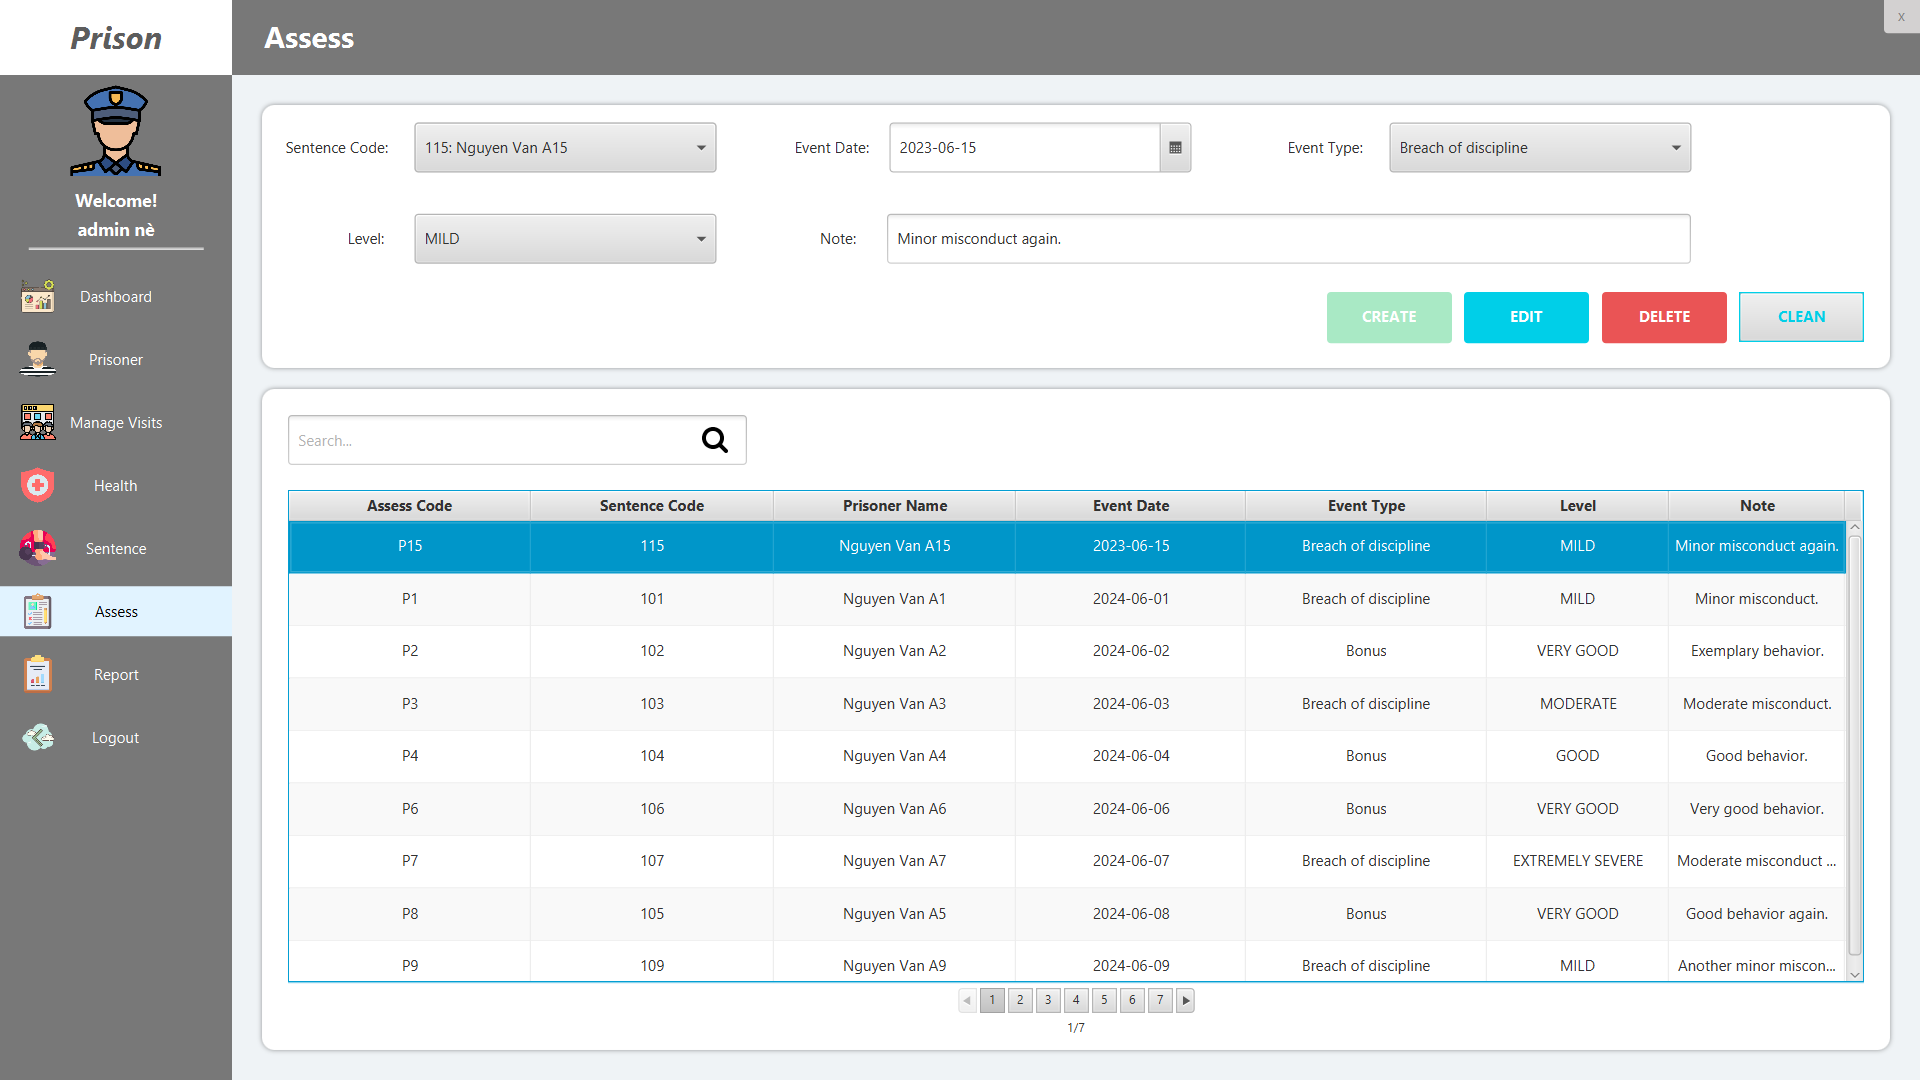 Prison
Assess
x
Welcome!
admin nè
Dashboard
Prisoner
Manage Visits
Health
Sentence
Assess
Report
Logout
Sentence Code: 115: Nguyen Van A15 Event Date: 2023-06-15 Event Type: Breach of discipline
Level: MILD Note: Minor misconduct again.
CREATE EDIT DELETE CLEAN
Search...
Assess Code Sentence Code Prisoner Name Event Date Event Type Level Note
P15 115 Nguyen Van A15 2023-06-15 Breach of discipline MILD Minor misconduct again.
P1 101 Nguyen Van A1 2024-06-01 Breach of discipline MILD Minor misconduct.
P2 102 Nguyen Van A2 2024-06-02 Bonus VERY GOOD Exemplary behavior.
P3 103 Nguyen Van A3 2024-06-03 Breach of discipline MODERATE Moderate misconduct.
P4 104 Nguyen Van A4 2024-06-04 Bonus GOOD Good behavior.
P6 106 Nguyen Van A6 2024-06-06 Bonus VERY GOOD Very good behavior.
P7 107 Nguyen Van A7 2024-06-07 Breach of discipline EXTREMELY SEVERE Moderate misconduct ...
P8 105 Nguyen Van A5 2024-06-08 Bonus VERY GOOD Good behavior again.
P9 109 Nguyen Van A9 2024-06-09 Breach of discipline MILD Another minor miscon...
1 2 3 4 5 6 7
1/7